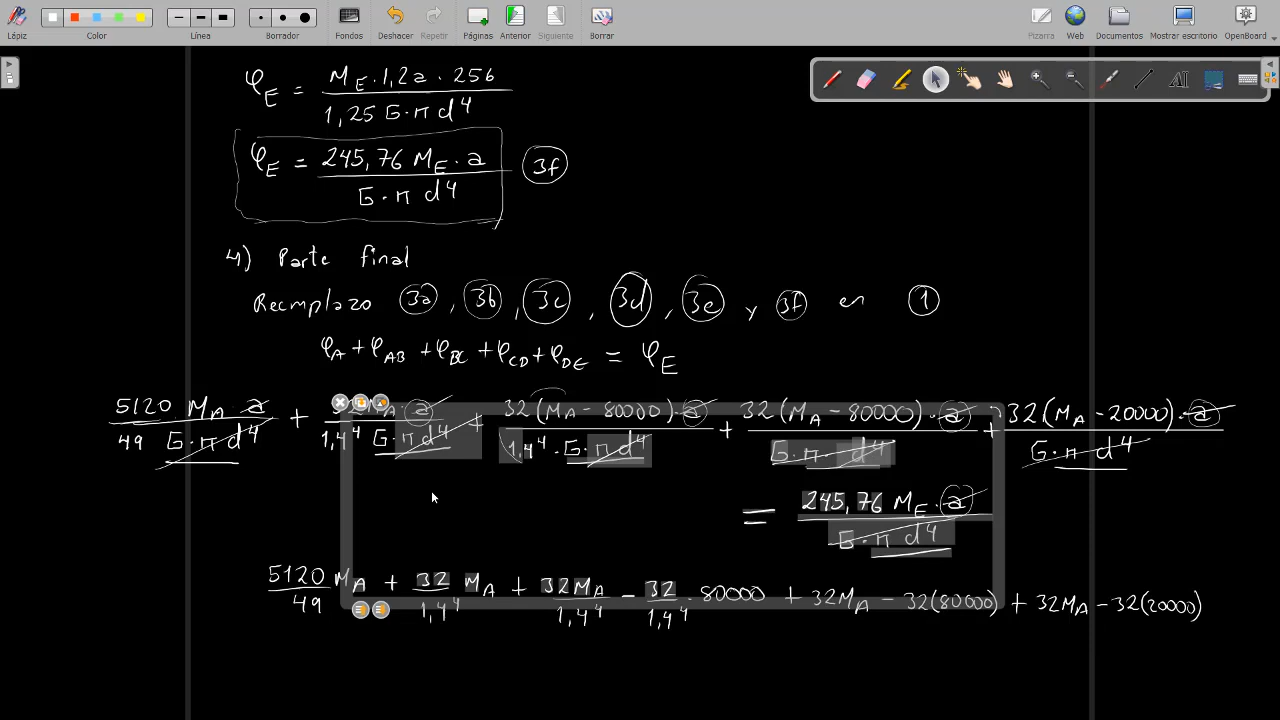 Lápiz Color Línea Borrador Fondos Deshacer Repetir Páginas Anterior Siguiente Borrar Marcadores Web Documentos Mostrar escritorio OpenBoard
φE = ME · 1,2a · 256 / 1,25 G · π d⁴
φE = 245,76 ME · a / G · π d⁴ (3f)
4) Parte final
Reemplazo (3a), (3b), (3c), (3d), (3e) y (3f) en (1)
φA + φAB + φBC + φCD + φDE = φE
5120 MA · a / 49 G · π d⁴ + 32 MA · a / 1,4⁴ G · π d⁴ + 32 (MA − 80000) · a / 1,4⁴ · G · π d⁴ + 32 (MA − 80000) · a / G · π · d⁴ + 32 (MA − 20000) · a / G · π d⁴
= 245,76 ME · a / G · π d⁴
5120/49 MA + 32/1,4⁴ MA + 32MA/1,4⁴ − 32/1,4⁴ · 80000 + 32MA − 32(80000) + 32MA − 32(20000)